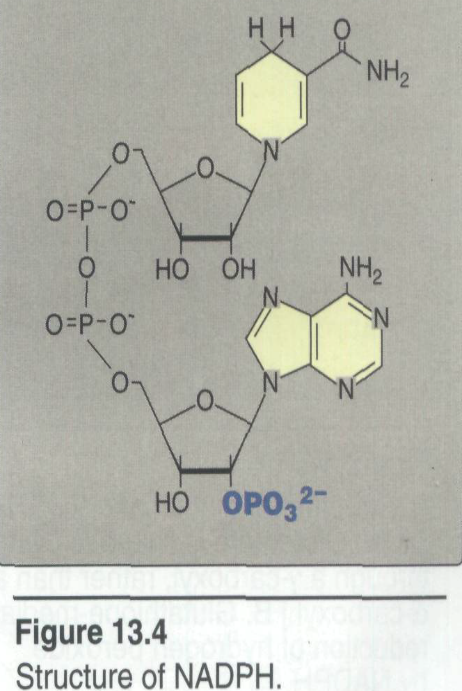 H H
O
NH₂
N
O
O
O=P-O⁻
HO OH
O
NH₂
N
N
O=P-O⁻
N
N
O
O
HO OPO₃²⁻
Figure 13.4
Structure of NADPH.